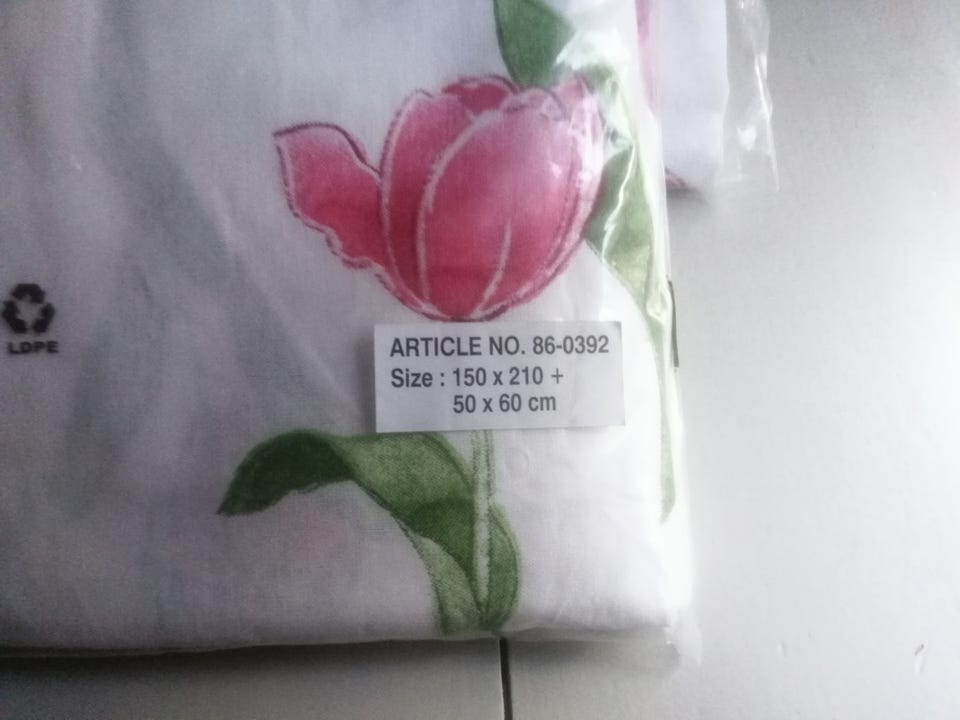 LDPE
ARTICLE NO. 86-0392
Size : 150 x 210 +
50 x 60 cm